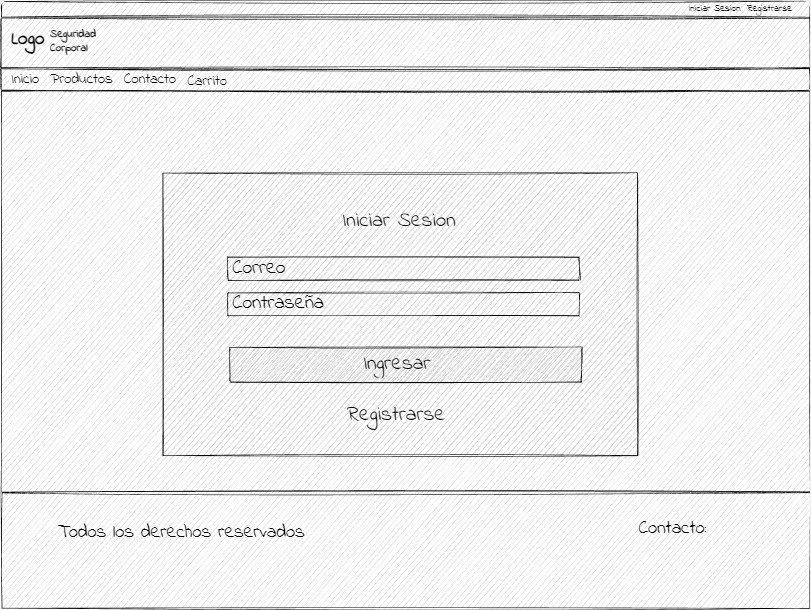 Iniciar Sesion Registrarse
Logo Seguridad
Corporal
Inicio Productos Contacto Carrito
Iniciar Sesion
Correo
Contraseña
Ingresar
Registrarse
Todos los derechos reservados
Contacto: